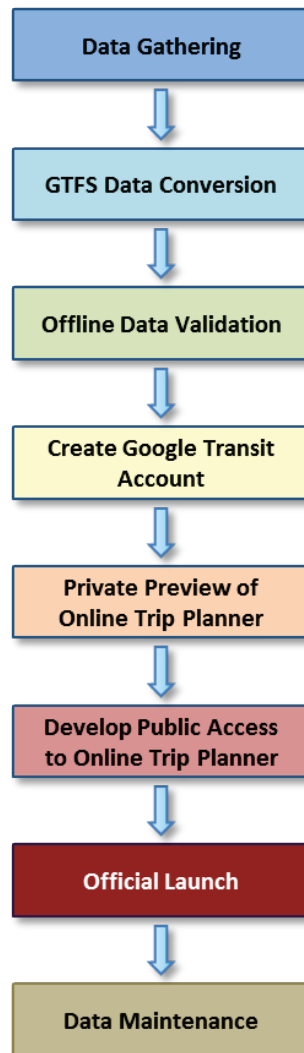 Data Gathering
GTFS Data Conversion
Offline Data Validation
Create Google Transit
Account
Private Preview of
Online Trip Planner
Develop Public Access
to Online Trip Planner
Official Launch
Data Maintenance